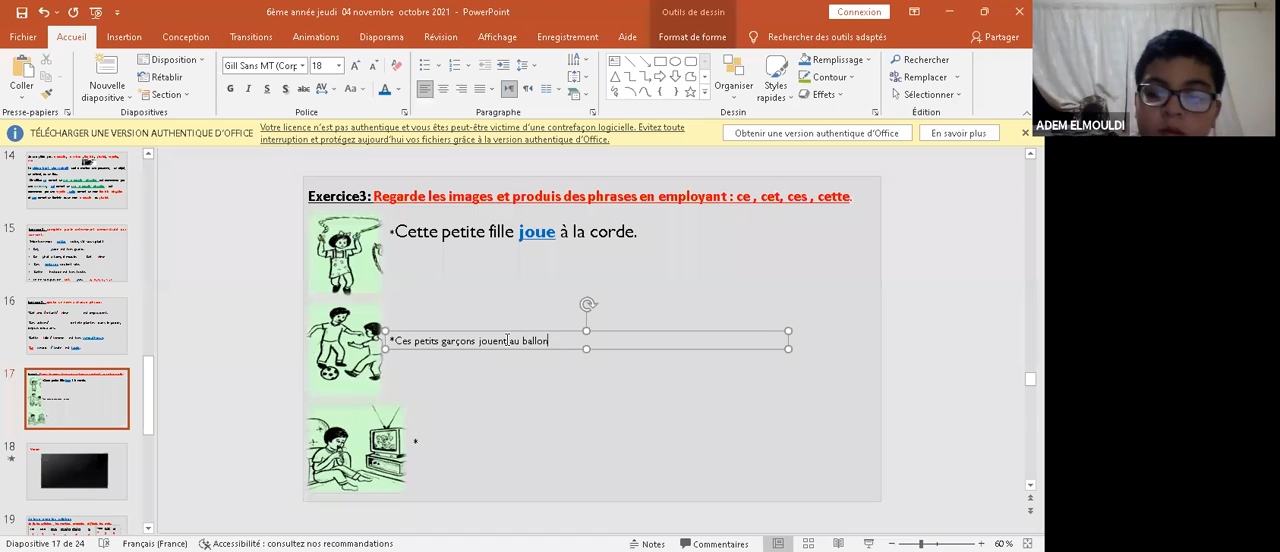 6ème année jeudi 04 novembre octobre 2021 - PowerPoint
Outils de dessin
Connexion
Fichier Accueil Insertion Conception Transitions Animations Diaporama Révision Affichage Enregistrement Aide Format de forme Rechercher des outils adaptés Partager
Coller
Nouvelle diapositive
Disposition
Rétablir
Section
Gill Sans MT (Corp 18
G I S
Organiser
Styles rapides
Remplissage
Contour
Effets
Rechercher
Remplacer
Sélectionner
Presse-papiers Diapositives Police Paragraphe Dessin Édition
TÉLÉCHARGER UNE VERSION AUTHENTIQUE D'OFFICE
Votre licence n'est pas authentique et vous êtes peut-être victime d'une contrefaçon logicielle. Evitez toute
interruption et protégez aujourd'hui vos fichiers grâce à la version authentique d'Office.
Obtenir une version authentique d'Office
En savoir plus
ADEM ELMOULDI
14
15
16
17
18
19
Exercice3: Regarde les images et produis des phrases en employant : ce , cet, ces , cette.
*Cette petite fille joue à la corde.
*Ces petits garçons jouent au ballon
*
Diapositive 17 de 24 Français (France) Accessibilité : consultez nos recommandations Notes Commentaires 60 %